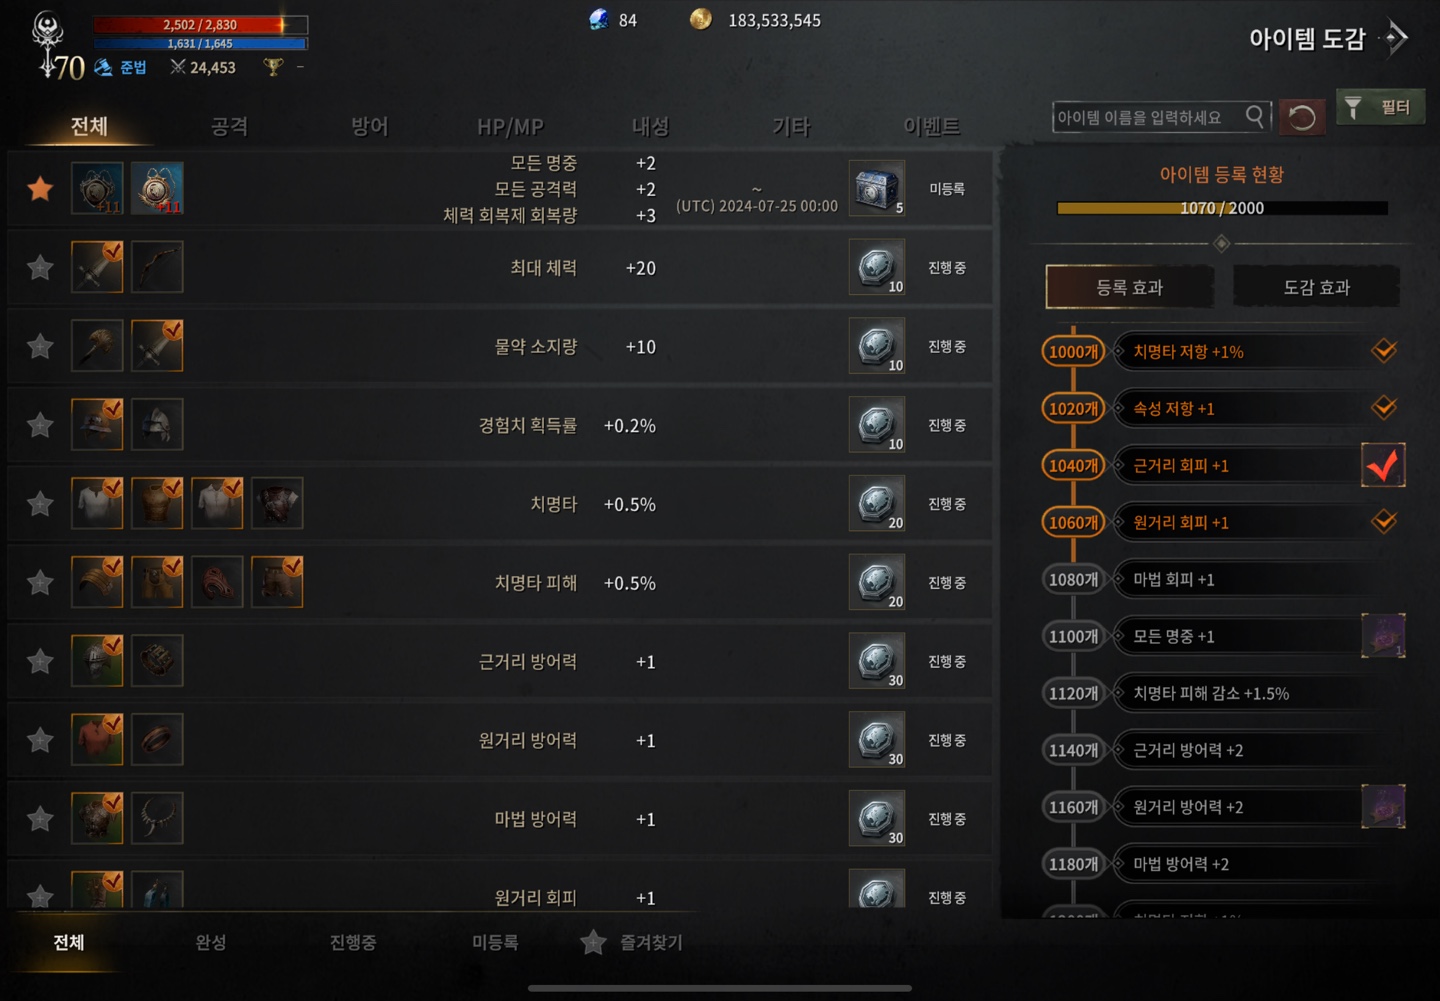 2,502 / 2,830
1,631 / 1,645
70 준법 24,453 -
84 183,533,545
아이템 도감
전체 공격 방어 HP/MP 내성 기타 이벤트
아이템 이름을 입력하세요
필터
+11 +11
모든 명중 +2
모든 공격력 +2
체력 회복제 회복량 +3
~
(UTC) 2024-07-25 00:00
5
미등록
최대 체력 +20 10 진행 중
물약 소지량 +10 10 진행 중
경험치 획득률 +0.2% 10 진행 중
치명타 +0.5% 20 진행 중
치명타 피해 +0.5% 20 진행 중
근거리 방어력 +1 30 진행 중
원거리 방어력 +1 30 진행 중
마법 방어력 +1 30 진행 중
원거리 회피 +1 진행 중
아이템 등록 현황
1070 / 2000
등록 효과 도감 효과
1000개 치명타 저항 +1%
1020개 속성 저항 +1
1040개 근거리 회피 +1
1060개 원거리 회피 +1
1080개 마법 회피 +1
1100개 모든 명중 +1 1
1120개 치명타 피해 감소 +1.5%
1140개 근거리 방어력 +2
1160개 원거리 방어력 +2 1
1180개 마법 방어력 +2
전체 완성 진행중 미등록 즐겨찾기